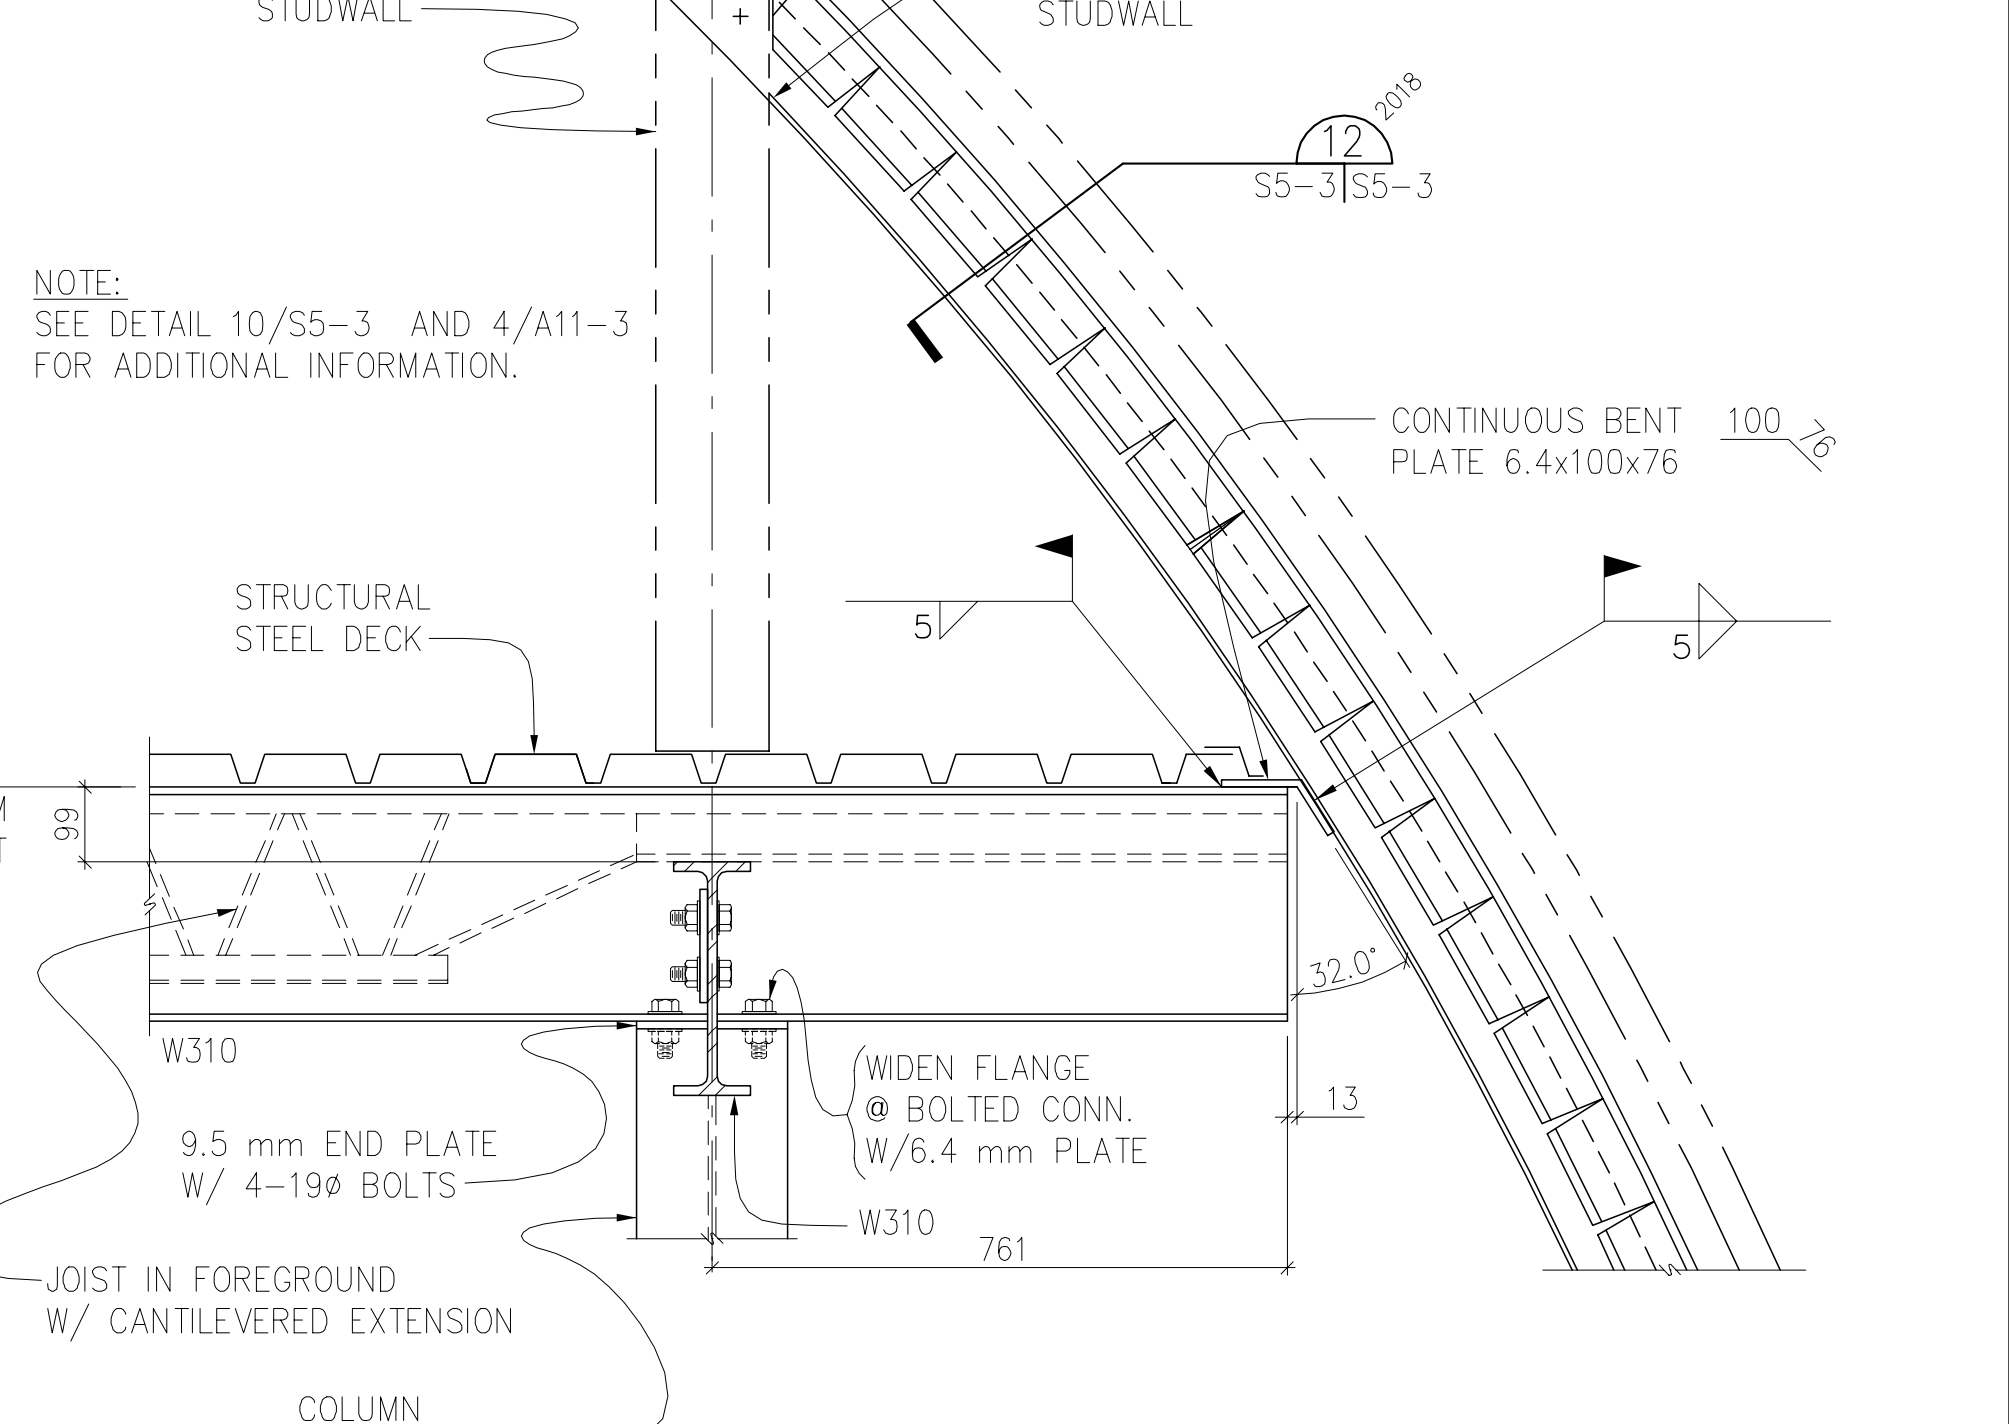 STUDWALL
STUDWALL
2018
12
S5-3 S5-3
NOTE:
SEE DETAIL 10/S5-3 AND 4/A11-3
FOR ADDITIONAL INFORMATION.
CONTINUOUS BENT
PLATE 6.4x100x76
100
76
STRUCTURAL
STEEL DECK
5
5
M
T
99
32.0°
W310
WIDEN FLANGE
@ BOLTED CONN.
W/6.4 mm PLATE
13
9.5 mm END PLATE
W/ 4-19ø BOLTS
W310
761
JOIST IN FOREGROUND
W/ CANTILEVERED EXTENSION
COLUMN